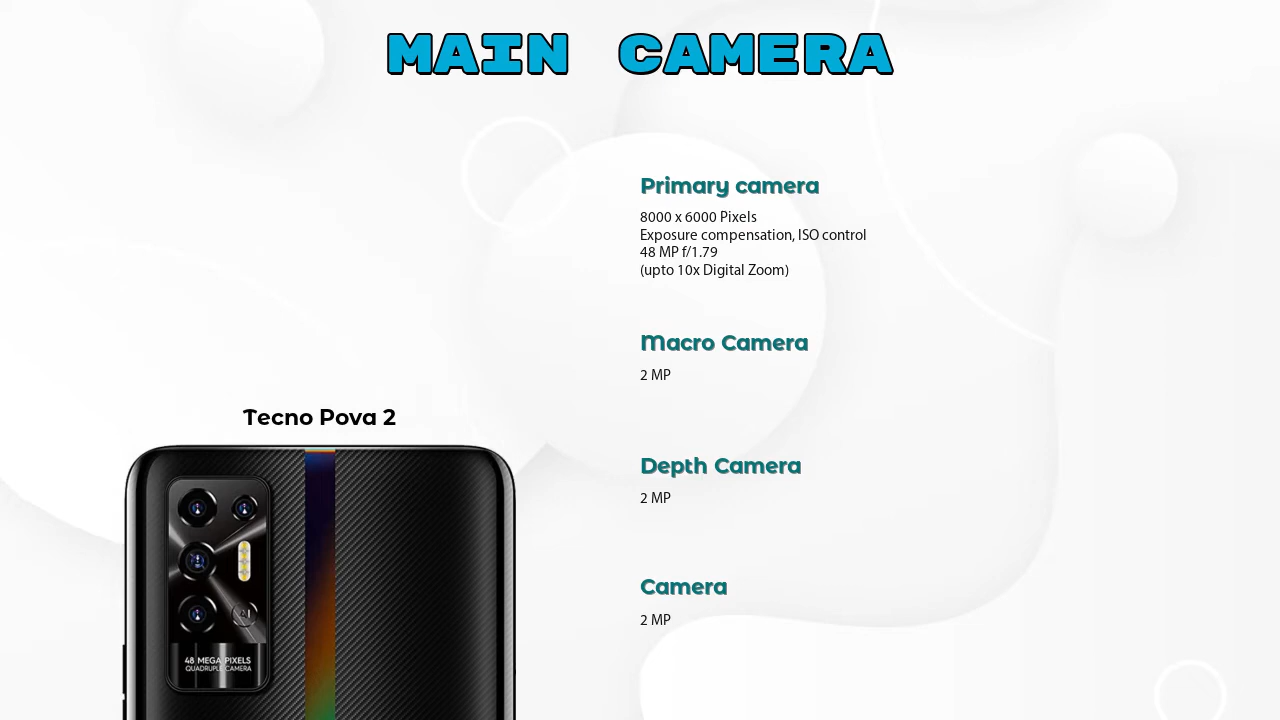 MAIN CAMERA
Primary camera
8000 x 6000 Pixels
Exposure compensation, ISO control
48 MP f/1.79
(upto 10x Digital Zoom)
Macro Camera
2 MP
Tecno Pova 2
Depth Camera
2 MP
Camera
2 MP
AI
48 MEGA PIXELS
QUADRUPLE CAMERA